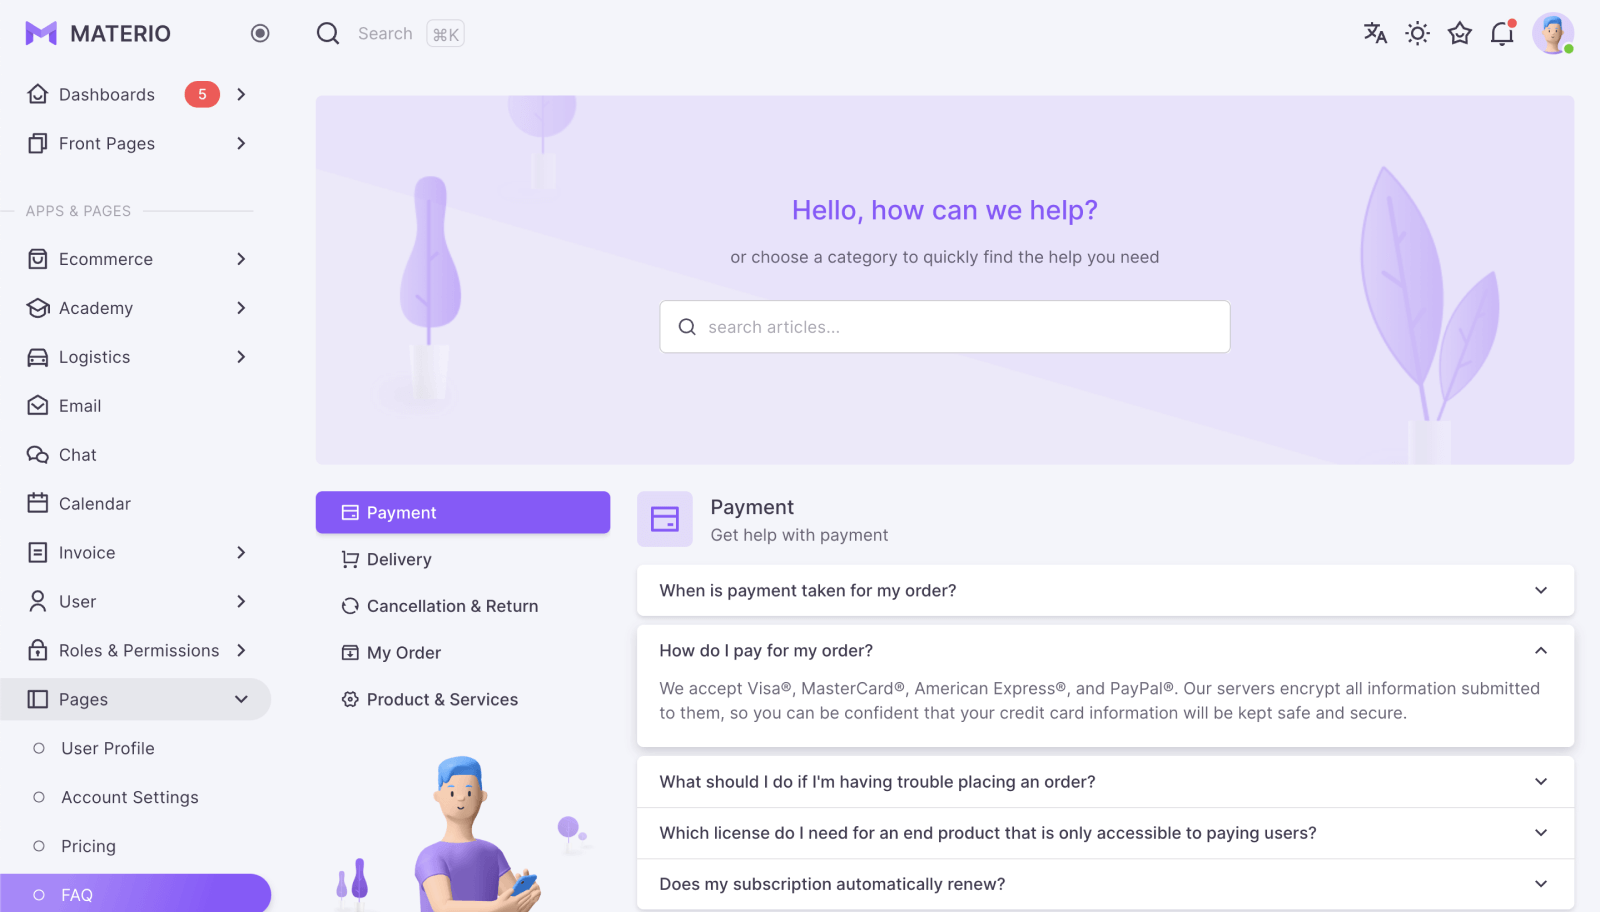 MATERIO
Search ⌘K
Dashboards 5
Front Pages
APPS & PAGES
Ecommerce
Academy
Logistics
Email
Chat
Calendar
Invoice
User
Roles & Permissions
Pages
User Profile
Account Settings
Pricing
FAQ
Hello, how can we help?
or choose a category to quickly find the help you need
search articles...
Payment
Delivery
Cancellation & Return
My Order
Product & Services
Payment
Get help with payment
When is payment taken for my order?
How do I pay for my order?
We accept Visa®, MasterCard®, American Express®, and PayPal®. Our servers encrypt all information submitted
to them, so you can be confident that your credit card information will be kept safe and secure.
What should I do if I'm having trouble placing an order?
Which license do I need for an end product that is only accessible to paying users?
Does my subscription automatically renew?